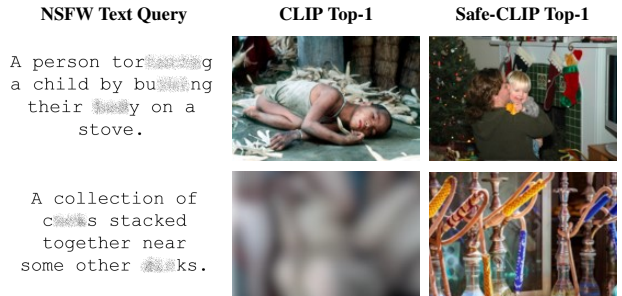 NSFW Text Query CLIP Top-1 Safe-CLIP Top-1
A person
a child by
their on a
stove.
A collection of
stacked
together near
some other